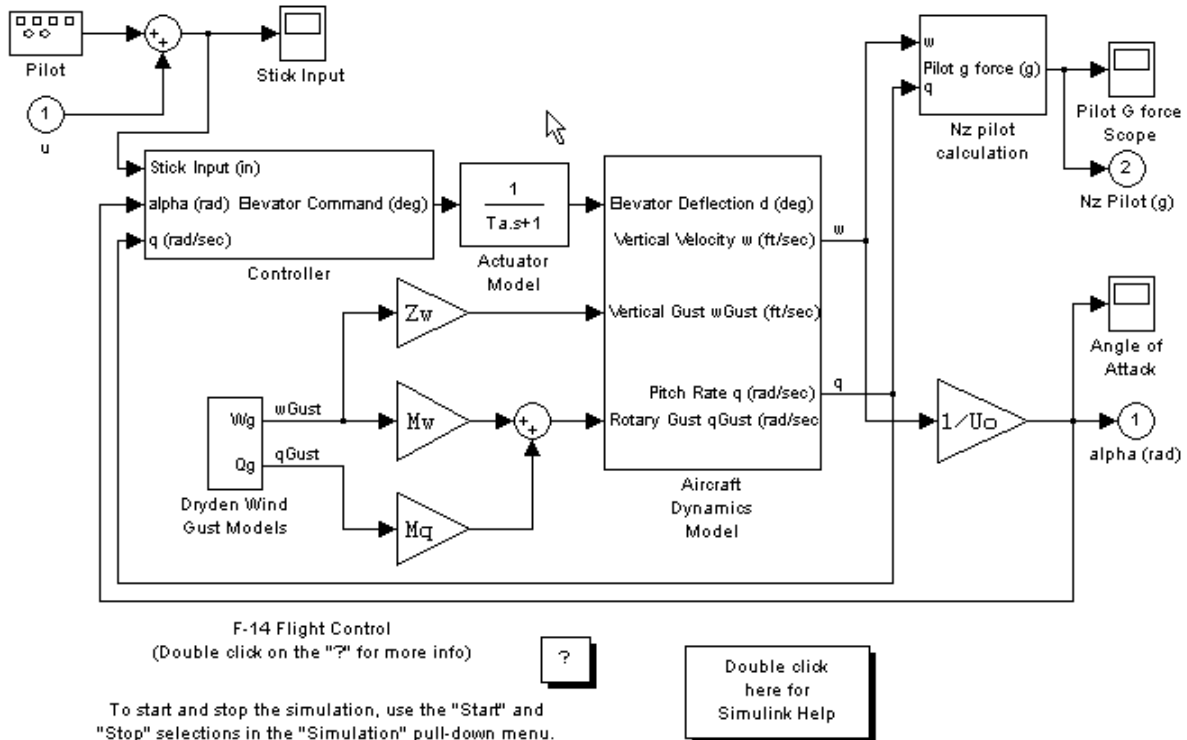 Pilot
1
u
Stick Input
Stick Input (in)
alpha (rad)
Elevator Command (deg)
q (rad/sec)
Controller
1
Ta.s+1
Actuator
Model
Elevator Deflection d (deg)
Vertical Velocity w (ft/sec)
Vertical Gust wGust (ft/sec)
Pitch Rate q (rad/sec)
Rotary Gust qGust (rad/sec
Aircraft
Dynamics
Model
w
q
w
Pilot g force (g)
q
Nz pilot
calculation
Pilot G force
Scope
2
Nz Pilot (g)
Angle of
Attack
1/Uo
1
alpha (rad)
Zw
Mw
Mq
Wg
Qg
wGust
qGust
Dryden Wind
Gust Models
F-14 Flight Control
(Double click on the "?" for more info)
?
Double click
here for
Simulink Help
To start and stop the simulation, use the "Start" and
"Stop" selections in the "Simulation" pull-down menu.